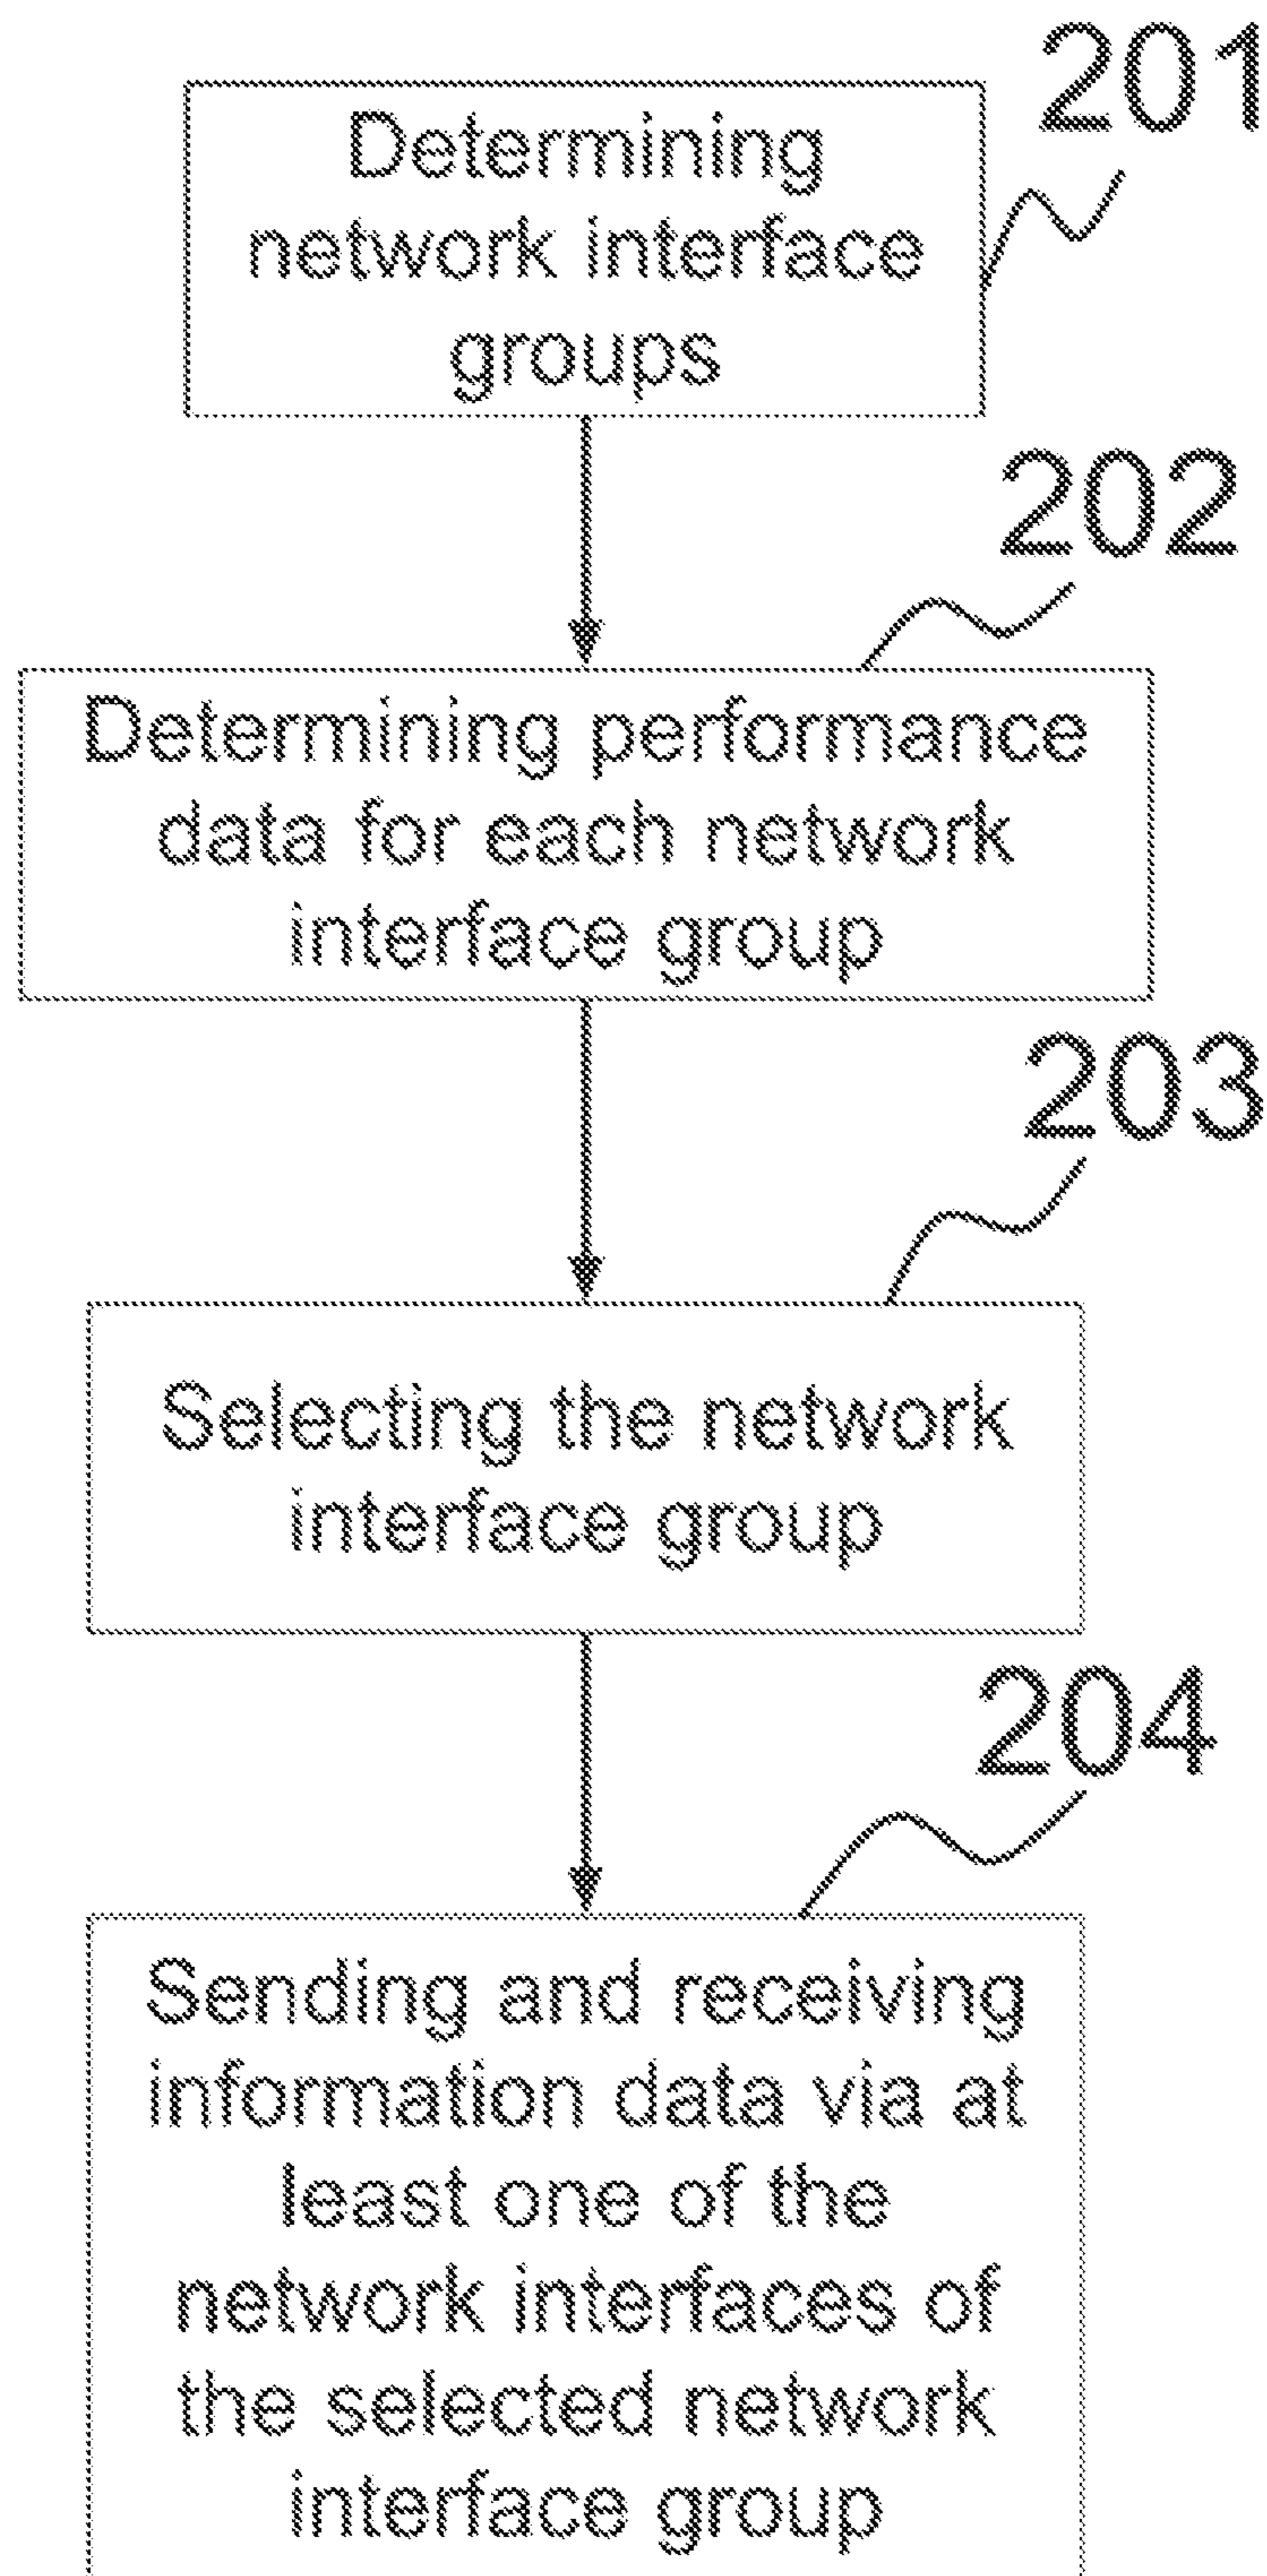 201
Determining
network interface
groups
202
Determining performance
data for each network
interface group
203
Selecting the network
interface group
204
Sending and receiving
information data via at
least one of the
network interfaces of
the selected network
interface group